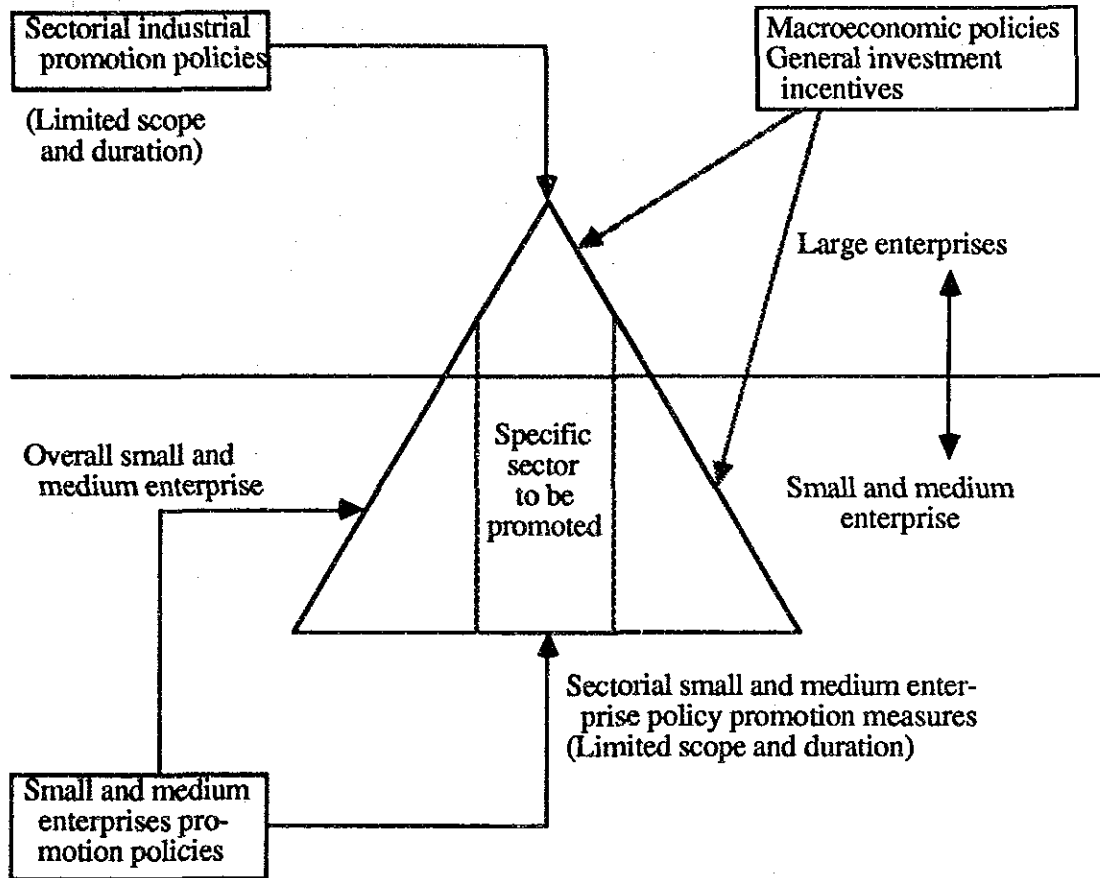 Sectorial industrial
promotion policies
(Limited scope
and duration)
Macroeconomic policies
General investment
incentives
Large enterprises
Overall small and
medium enterprise
Specific
sector
to be
promoted
Small and medium
enterprise
Sectorial small and medium enter-
prise policy promotion measures
(Limited scope and duration)
Small and medium
enterprises pro-
motion policies